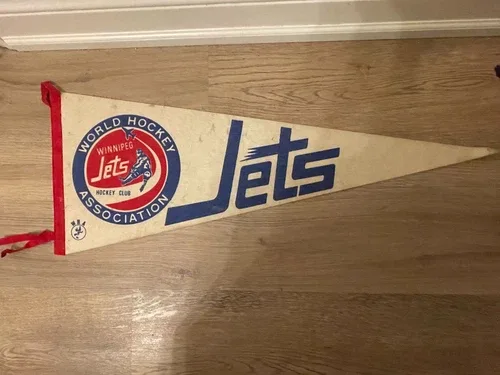 WORLD HOCKEY
WINNIPEG
Jets
HOCKEY CLUB
ASSOCIATION
Jets